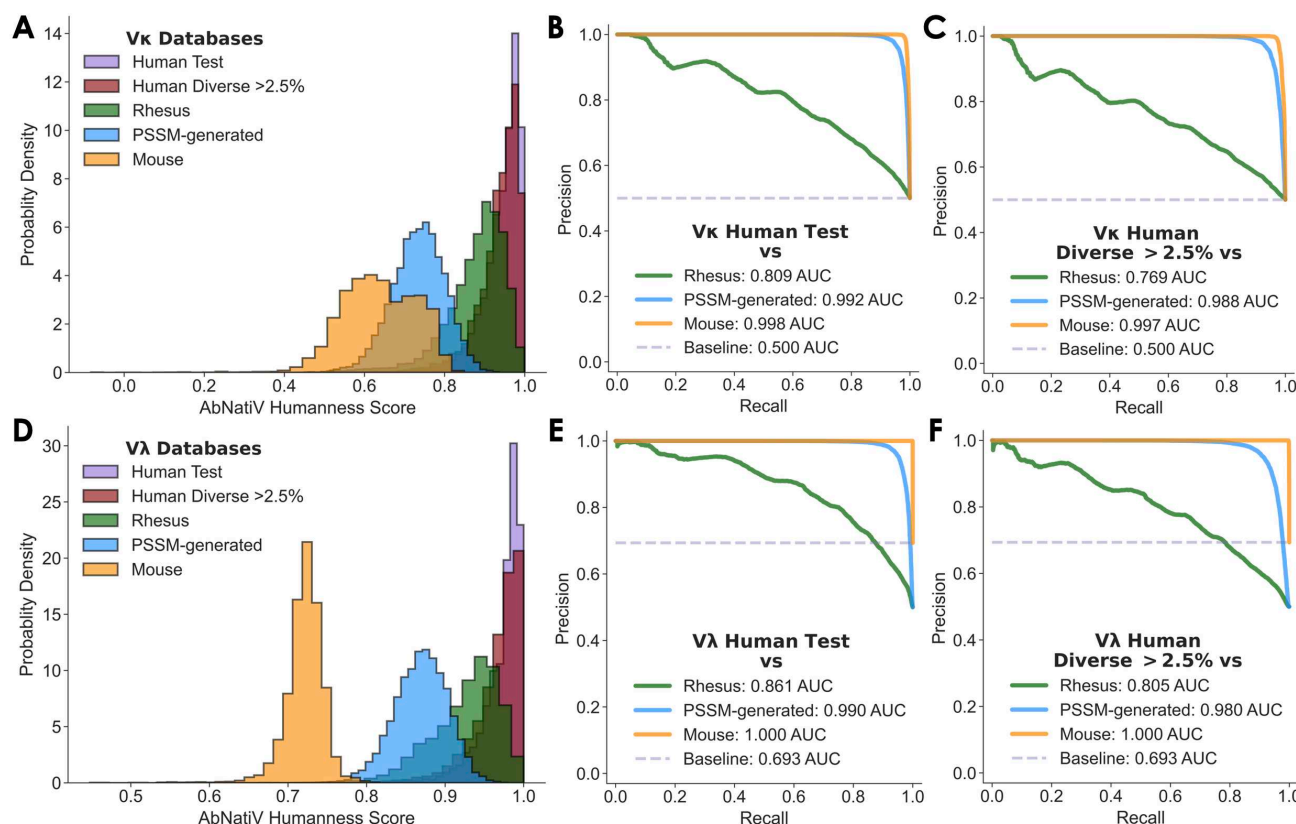 A
Vκ Databases
Human Test
Human Diverse >2.5%
Rhesus
PSSM-generated
Mouse
14
12
10
8
6
4
2
0
Probablity Density
0.0
0.2
0.4
0.6
0.8
1.0
AbNatiV Humanness Score
B
1.0
0.8
0.6
0.4
0.2
0.0
Precision
Vκ Human Test
vs
Rhesus: 0.809 AUC
PSSM-generated: 0.992 AUC
Mouse: 0.998 AUC
Baseline: 0.500 AUC
0.0
0.2
0.4
0.6
0.8
1.0
Recall
C
1.0
0.8
0.6
0.4
0.2
0.0
Precision
Vκ Human
Diverse > 2.5% vs
Rhesus: 0.769 AUC
PSSM-generated: 0.988 AUC
Mouse: 0.997 AUC
Baseline: 0.500 AUC
0.0
0.2
0.4
0.6
0.8
1.0
Recall
D
Vλ Databases
Human Test
Human Diverse >2.5%
Rhesus
PSSM-generated
Mouse
30
25
20
15
10
5
0
Probablity Density
0.5
0.6
0.7
0.8
0.9
1.0
AbNatiV Humanness Score
E
1.0
0.8
0.6
0.4
0.2
0.0
Precision
Vλ Human Test
vs
Rhesus: 0.861 AUC
PSSM-generated: 0.990 AUC
Mouse: 1.000 AUC
Baseline: 0.693 AUC
0.0
0.2
0.4
0.6
0.8
1.0
Recall
F
1.0
0.8
0.6
0.4
0.2
0.0
Precision
Vλ Human
Diverse > 2.5% vs
Rhesus: 0.805 AUC
PSSM-generated: 0.980 AUC
Mouse: 1.000 AUC
Baseline: 0.693 AUC
0.0
0.2
0.4
0.6
0.8
1.0
Recall